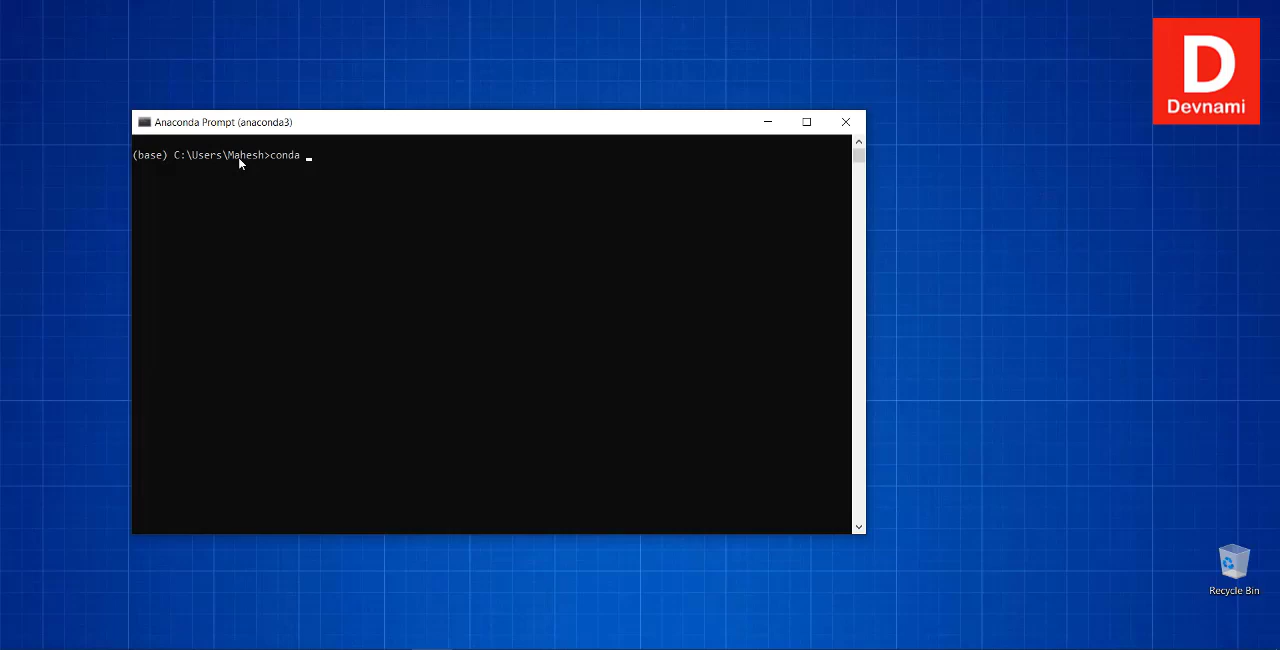 D
Devnami
Anaconda Prompt (anaconda3)
(base) C:\Users\Mahesh>conda
Recycle Bin